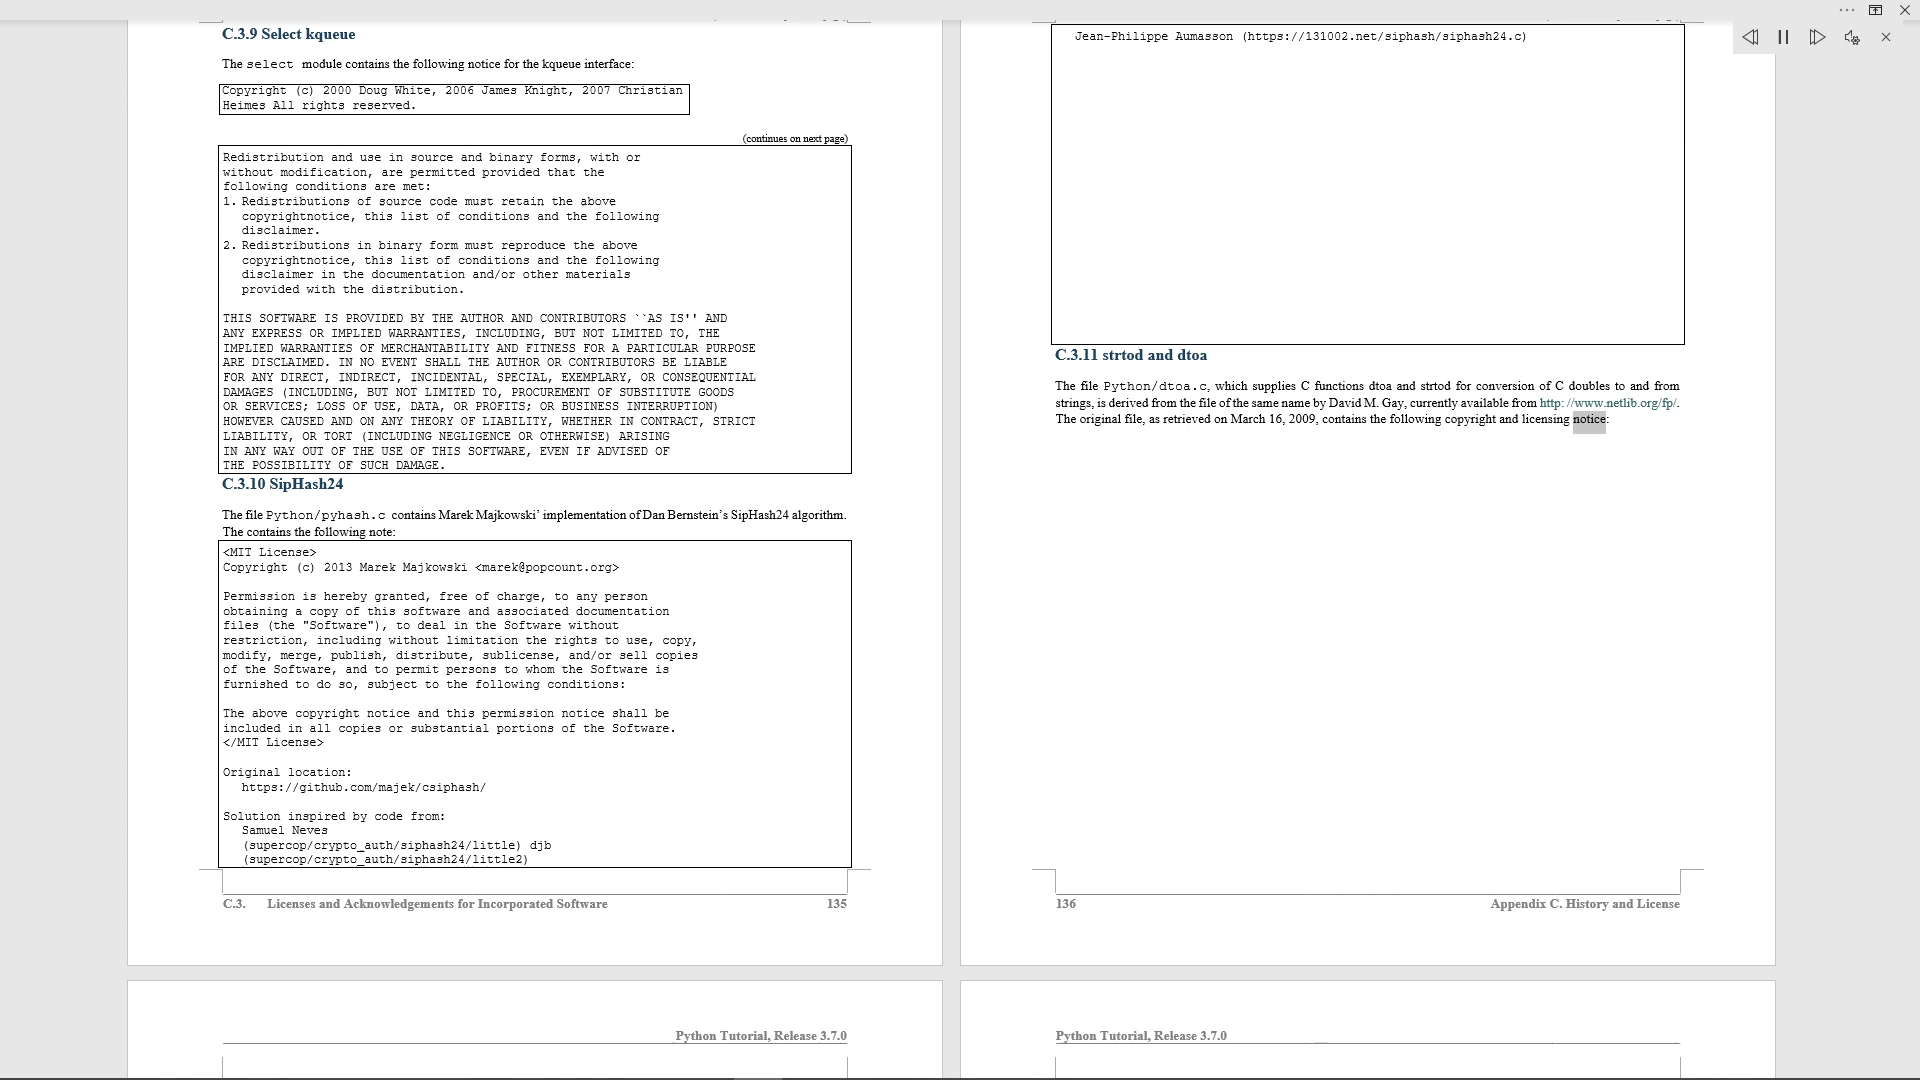 C.3.9 Select kqueue
The select module contains the following notice for the kqueue interface:
Copyright (c) 2000 Doug White, 2006 James Knight, 2007 Christian
Heimes All rights reserved.
(continues on next page)
Redistribution and use in source and binary forms, with or
without modification, are permitted provided that the
following conditions are met:
1. Redistributions of source code must retain the above
copyrightnotice, this list of conditions and the following
disclaimer.
2. Redistributions in binary form must reproduce the above
copyrightnotice, this list of conditions and the following
disclaimer in the documentation and/or other materials
provided with the distribution.
THIS SOFTWARE IS PROVIDED BY THE AUTHOR AND CONTRIBUTORS ``AS IS'' AND
ANY EXPRESS OR IMPLIED WARRANTIES, INCLUDING, BUT NOT LIMITED TO, THE
IMPLIED WARRANTIES OF MERCHANTABILITY AND FITNESS FOR A PARTICULAR PURPOSE
ARE DISCLAIMED. IN NO EVENT SHALL THE AUTHOR OR CONTRIBUTORS BE LIABLE
FOR ANY DIRECT, INDIRECT, INCIDENTAL, SPECIAL, EXEMPLARY, OR CONSEQUENTIAL
DAMAGES (INCLUDING, BUT NOT LIMITED TO, PROCUREMENT OF SUBSTITUTE GOODS
OR SERVICES; LOSS OF USE, DATA, OR PROFITS; OR BUSINESS INTERRUPTION)
HOWEVER CAUSED AND ON ANY THEORY OF LIABILITY, WHETHER IN CONTRACT, STRICT
LIABILITY, OR TORT (INCLUDING NEGLIGENCE OR OTHERWISE) ARISING
IN ANY WAY OUT OF THE USE OF THIS SOFTWARE, EVEN IF ADVISED OF
THE POSSIBILITY OF SUCH DAMAGE.
C.3.10 SipHash24
The file Python/pyhash.c contains Marek Majkowski’ implementation of Dan Bernstein’s SipHash24 algorithm.
The contains the following note:
<MIT License>
Copyright (c) 2013 Marek Majkowski <marek@popcount.org>
Permission is hereby granted, free of charge, to any person
obtaining a copy of this software and associated documentation
files (the "Software"), to deal in the Software without
restriction, including without limitation the rights to use, copy,
modify, merge, publish, distribute, sublicense, and/or sell copies
of the Software, and to permit persons to whom the Software is
furnished to do so, subject to the following conditions:
The above copyright notice and this permission notice shall be
included in all copies or substantial portions of the Software.
</MIT License>
Original location:
https://github.com/majek/csiphash/
Solution inspired by code from:
Samuel Neves
(supercop/crypto_auth/siphash24/little) djb
(supercop/crypto_auth/siphash24/little2)
C.3. Licenses and Acknowledgements for Incorporated Software 135
Jean-Philippe Aumasson (https://131002.net/siphash/siphash24.c)
C.3.11 strtod and dtoa
The file Python/dtoa.c, which supplies C functions dtoa and strtod for conversion of C doubles to and from
strings, is derived from the file of the same name by David M. Gay, currently available from http: //www.netlib.org/fp/.
The original file, as retrieved on March 16, 2009, contains the following copyright and licensing notice:
136 Appendix C. History and License
Python Tutorial, Release 3.7.0
Python Tutorial, Release 3.7.0